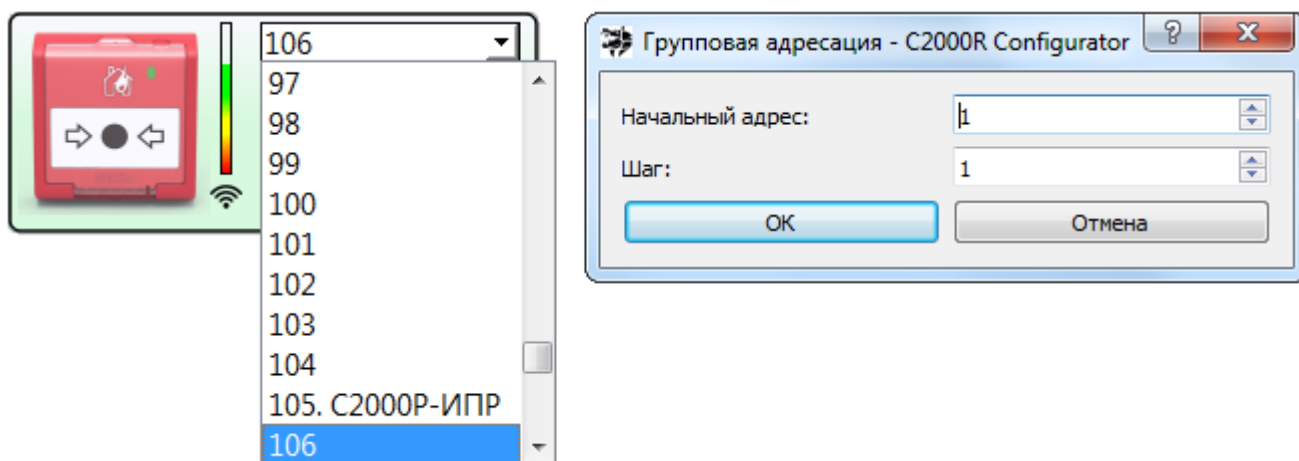 106
97
98
99
100
101
102
103
104
105. С2000Р-ИПР
106
Групповая адресация - C2000R Configurator
Начальный адрес:
1
Шаг:
1
OK
Отмена